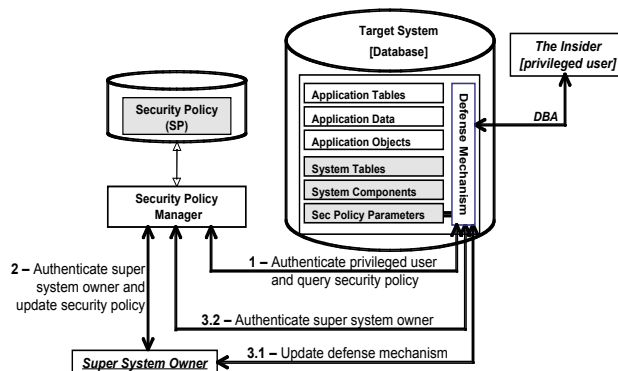 Target System
[Database]
The Insider
[privileged user]
Security Policy
(SP)
Application Tables
Application Data
Application Objects
System Tables
System Components
Sec Policy Parameters
Defense Mechanism
DBA
Security Policy
Manager
2 – Authenticate super
system owner and
update security policy
1 – Authenticate privileged user
and query security policy
3.2 – Authenticate super system owner
3.1 – Update defense mechanism
Super System Owner